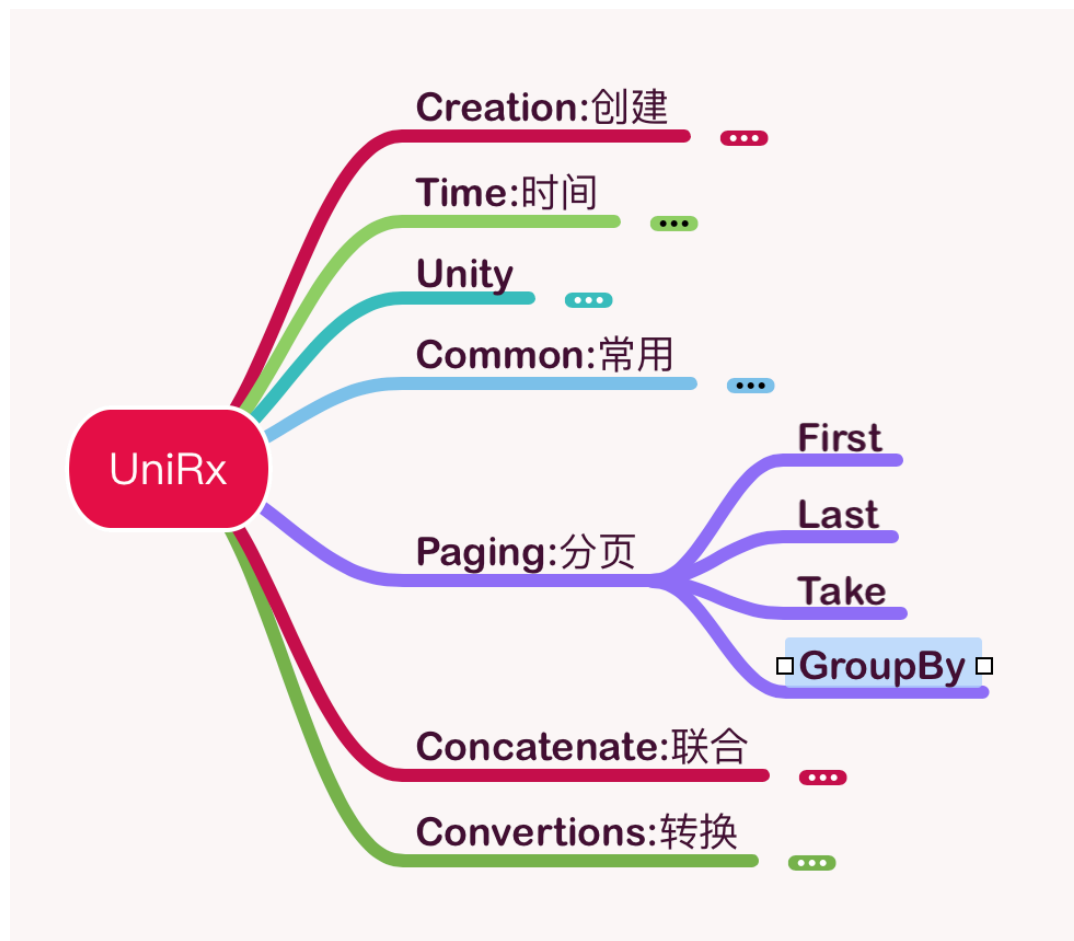 Creation:创建
Time:时间
Unity
Common:常用
UniRx
Paging:分页
First
Last
Take
GroupBy
Concatenate:联合
Convertions:转换